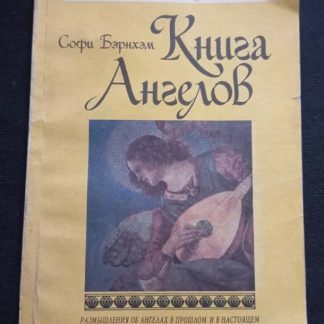 Софи Бэрнхэм Книга
Ангелов
РАЗМЫШЛЕНИЯ ОБ АНГЕЛАХ В ПРОШЛОМ И В НАСТОЯЩЕМ